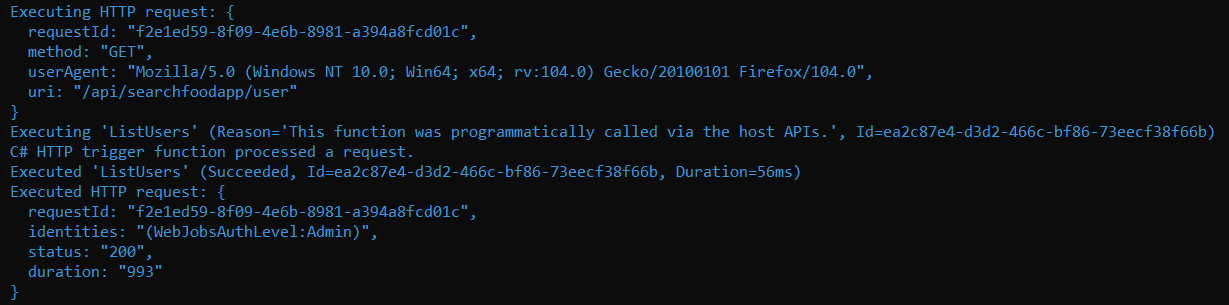 Executing HTTP request: {
  requestId: "f2e1ed59-8f09-4e6b-8981-a394a8fcd01c",
  method: "GET",
  userAgent: "Mozilla/5.0 (Windows NT 10.0; Win64; x64; rv:104.0) Gecko/20100101 Firefox/104.0",
  uri: "/api/searchfoodapp/user"
}
Executing 'ListUsers' (Reason='This function was programmatically called via the host APIs.', Id=ea2c87e4-d3d2-466c-bf86-73eecf38f66b)
C# HTTP trigger function processed a request.
Executed 'ListUsers' (Succeeded, Id=ea2c87e4-d3d2-466c-bf86-73eecf38f66b, Duration=56ms)
Executed HTTP request: {
  requestId: "f2e1ed59-8f09-4e6b-8981-a394a8fcd01c",
  identities: "(WebJobsAuthLevel:Admin)",
  status: "200",
  duration: "993"
}